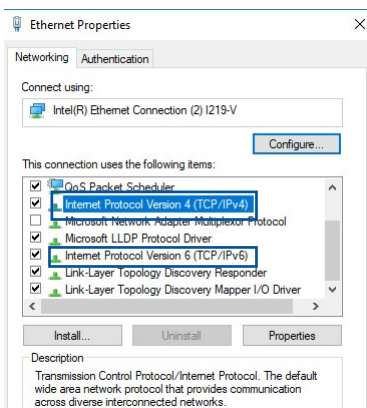 Ethernet Properties
Networking Authentication
Connect using:
Intel(R) Ethernet Connection (2) I219-V
Configure...
This connection uses the following items:
QoS Packet Scheduler
Internet Protocol Version 4 (TCP/IPv4)
Microsoft Network Adapter Multiplexor Protocol
Microsoft LLDP Protocol Driver
Internet Protocol Version 6 (TCP/IPv6)
Link-Layer Topology Discovery Responder
Link-Layer Topology Discovery Mapper I/O Driver
Install... Uninstall Properties
Description
Transmission Control Protocol/Internet Protocol. The default
wide area network protocol that provides communication
across diverse interconnected networks.